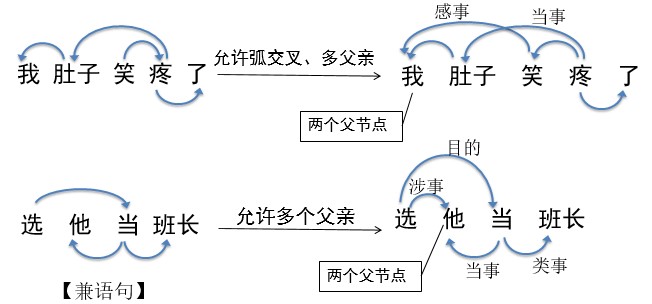 感事 当事
我 肚子 笑 疼 了 允许弧交叉、多父亲 我 肚子 笑 疼 了
两个父节点
目的
涉事
选 他 当 班长 允许多个父亲 选 他 当 班长
当事 类事
两个父节点
【兼语句】